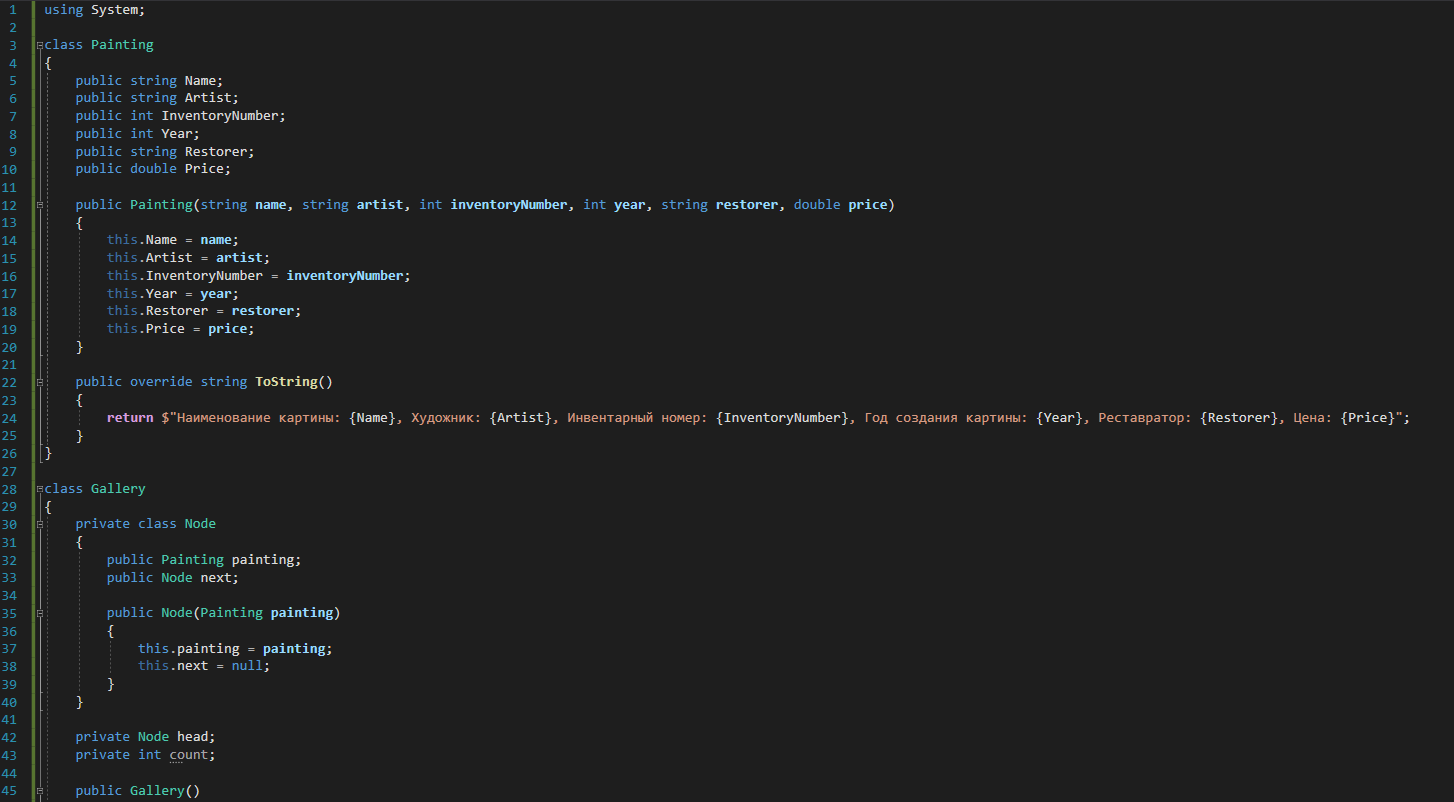 1 using System;
2
3 class Painting
4 {
5 public string Name;
6 public string Artist;
7 public int InventoryNumber;
8 public int Year;
9 public string Restorer;
10 public double Price;
11
12 public Painting(string name, string artist, int inventoryNumber, int year, string restorer, double price)
13 {
14 this.Name = name;
15 this.Artist = artist;
16 this.InventoryNumber = inventoryNumber;
17 this.Year = year;
18 this.Restorer = restorer;
19 this.Price = price;
20 }
21
22 public override string ToString()
23 {
24 return $"Наименование картины: {Name}, Художник: {Artist}, Инвентарный номер: {InventoryNumber}, Год создания картины: {Year}, Реставратор: {Restorer}, Цена: {Price}";
25 }
26 }
27
28 class Gallery
29 {
30 private class Node
31 {
32 public Painting painting;
33 public Node next;
34
35 public Node(Painting painting)
36 {
37 this.painting = painting;
38 this.next = null;
39 }
40 }
41
42 private Node head;
43 private int count;
44
45 public Gallery()